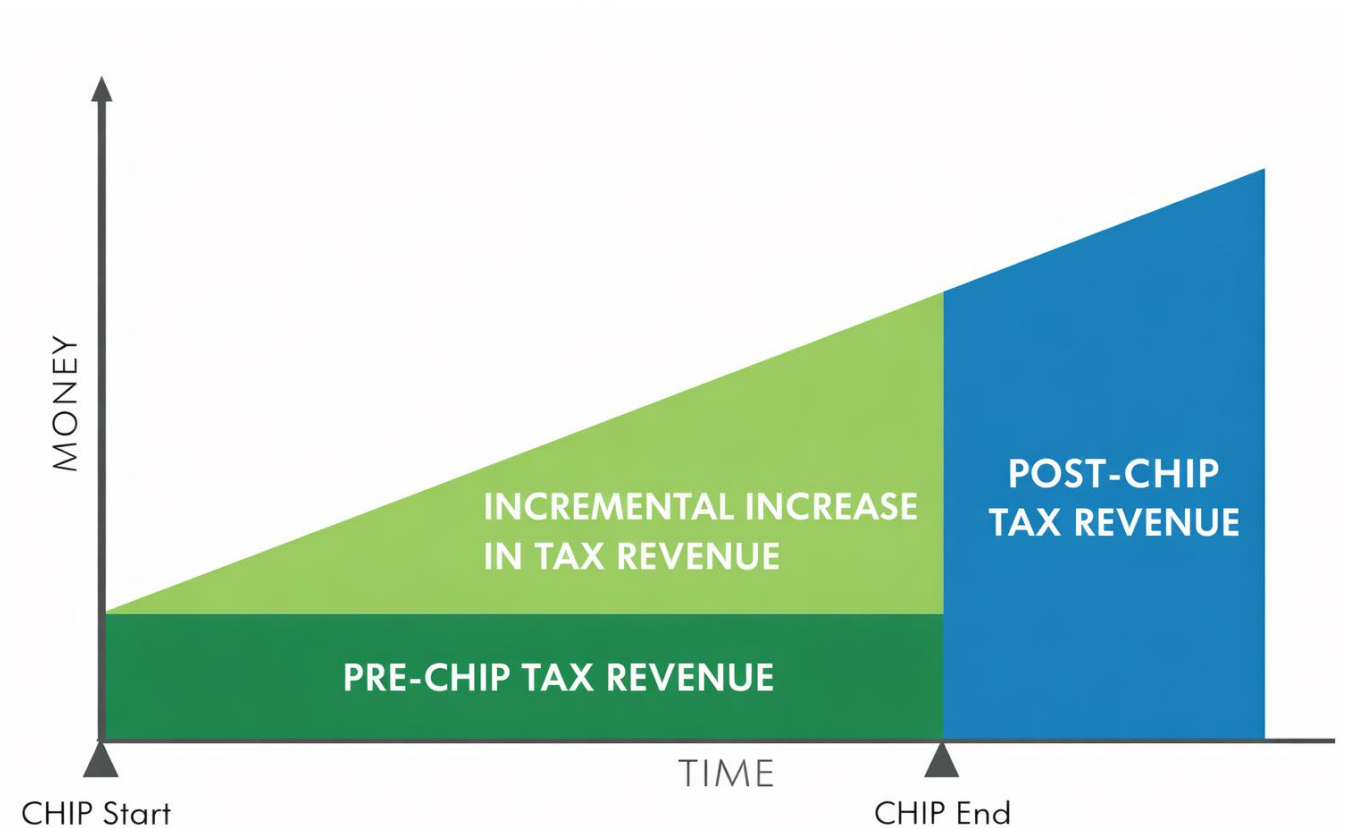 MONEY
INCREMENTAL INCREASE
IN TAX REVENUE
PRE-CHIP TAX REVENUE
POST-CHIP
TAX REVENUE
TIME
CHIP Start
CHIP End